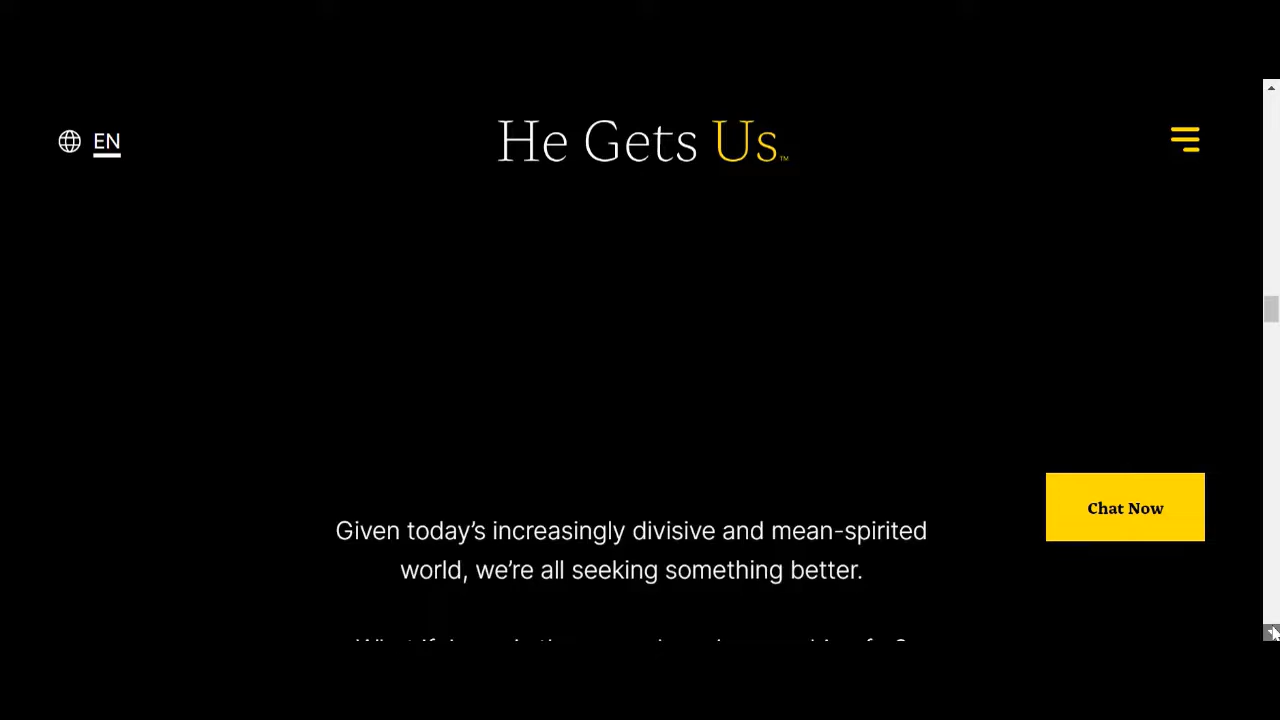 EN
He Gets Us™
Chat Now
Given today's increasingly divisive and mean-spirited
world, we're all seeking something better.